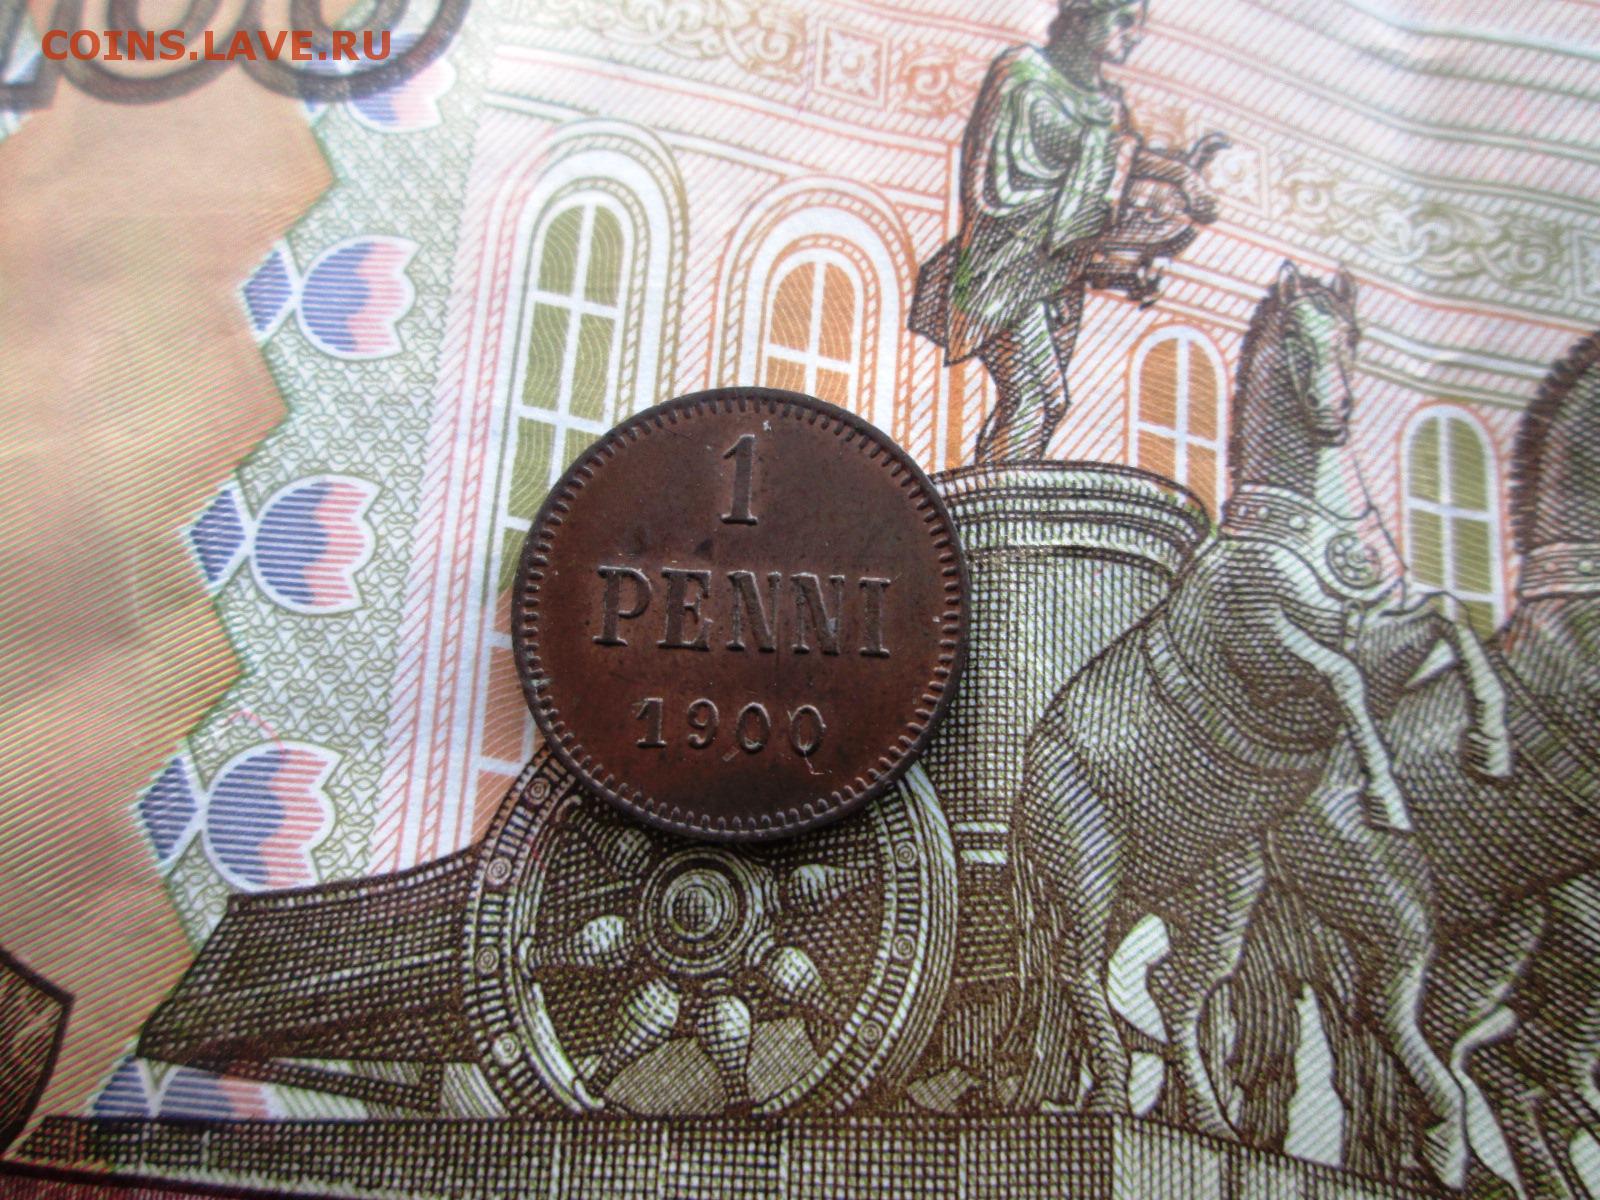 COINS.LAVE.RU
1
PENNI
1900